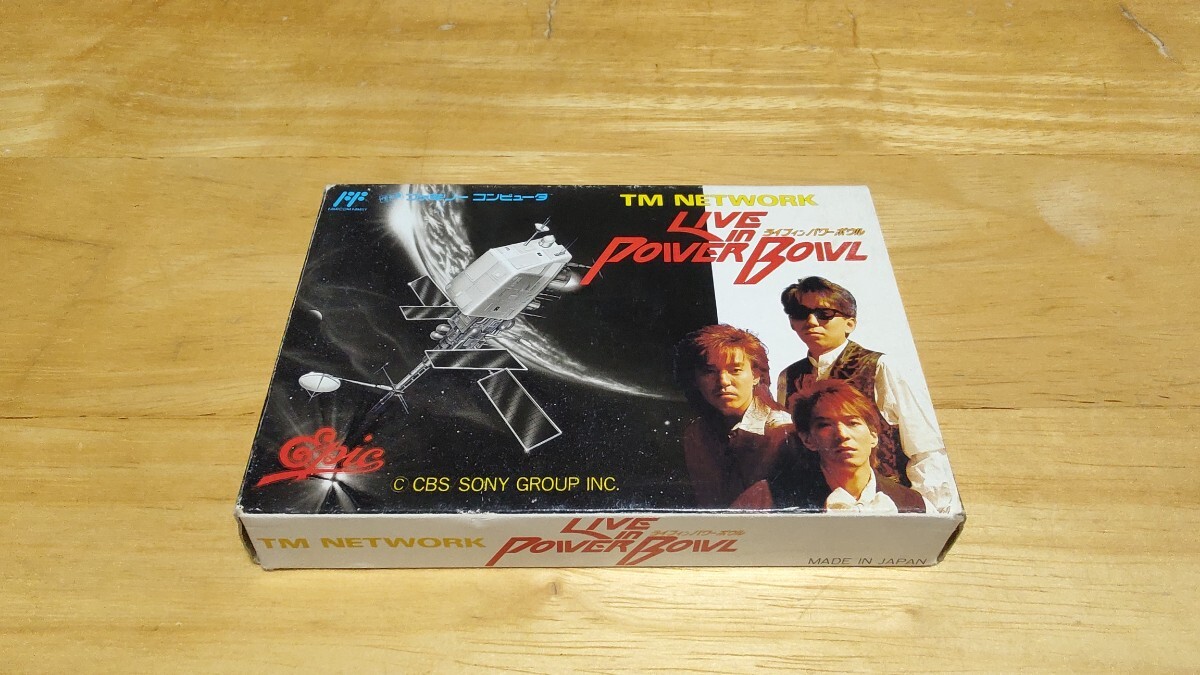 ファミリー コンピュータ
TM NETWORK
LIVE
in
ライブ イン パワーボウル
POWER BOWL
Epic
© CBS SONY GROUP INC.
TM NETWORK
LIVE
in
ライブ イン パワーボウル
POWER BOWL
MADE IN JAPAN